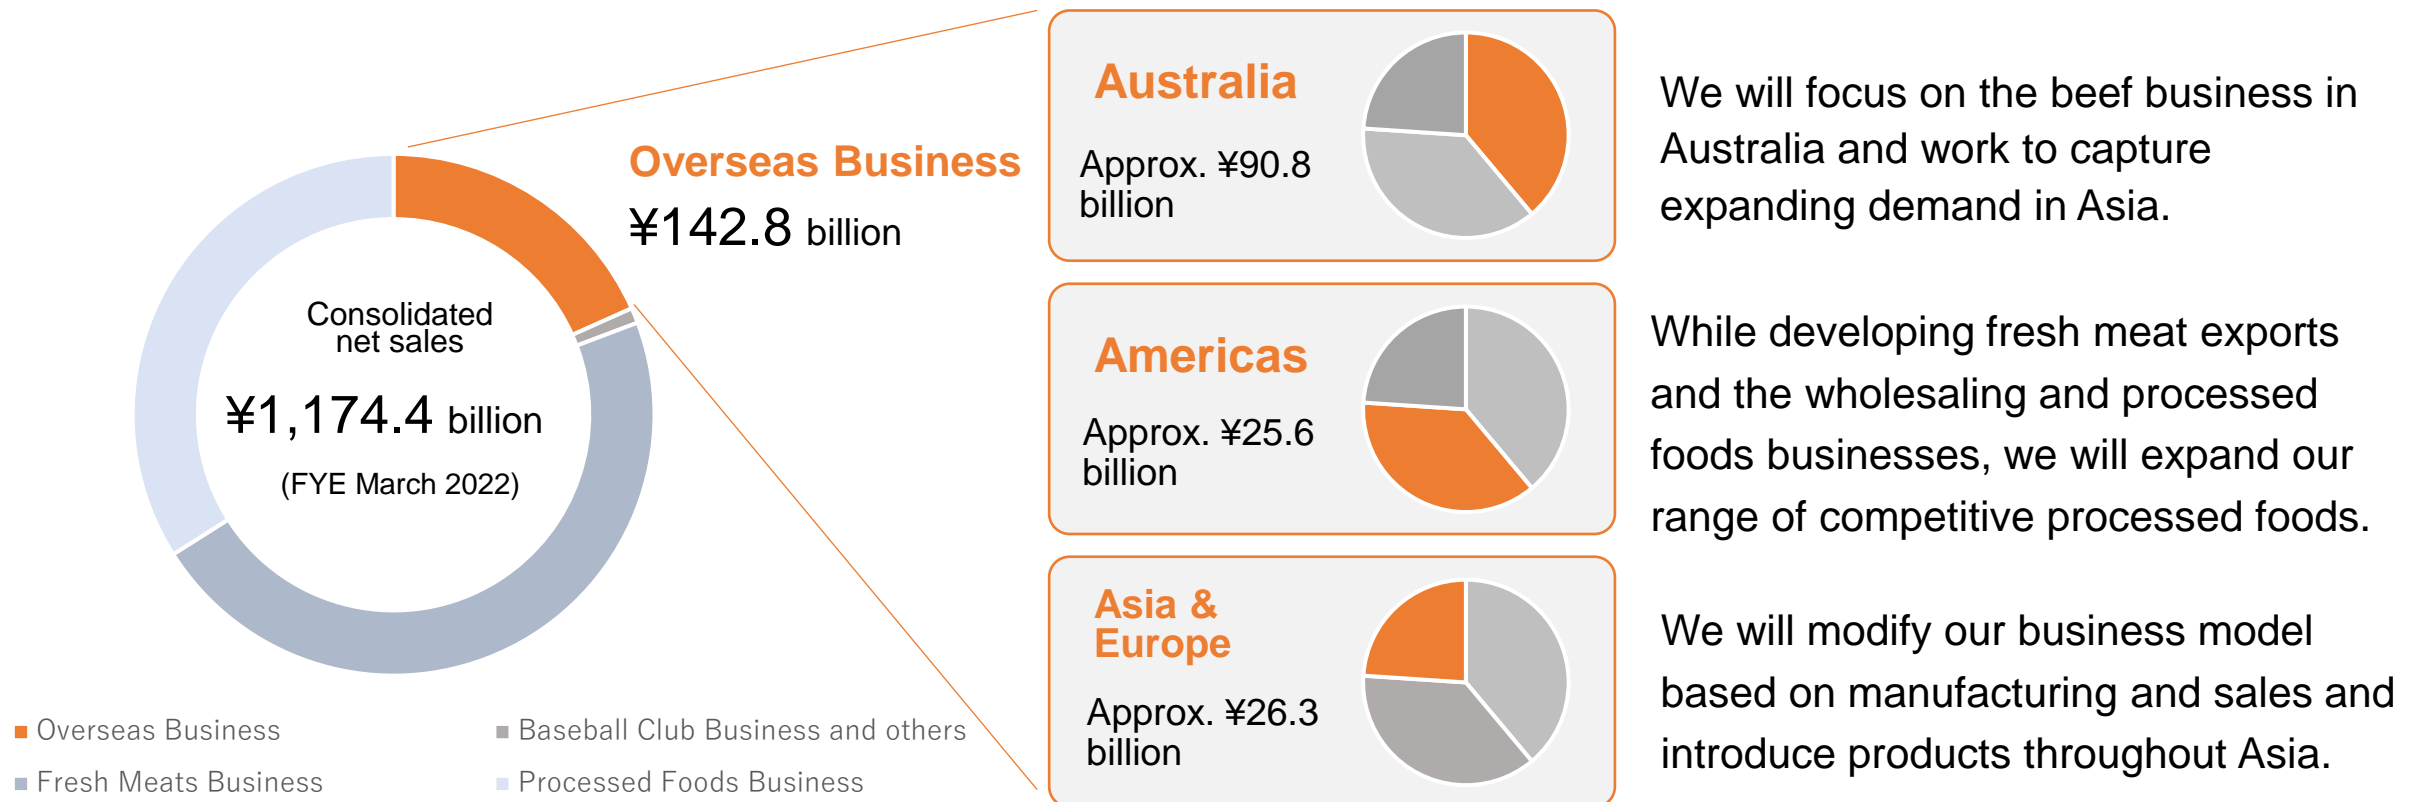 Overseas Business
¥142.8 billion
Consolidated
net sales
¥1,174.4 billion
(FYE March 2022)
Overseas Business
Baseball Club Business and others
Fresh Meats Business
Processed Foods Business
Australia
Approx. ¥90.8
billion
We will focus on the beef business in
Australia and work to capture
expanding demand in Asia.
Americas
Approx. ¥25.6
billion
While developing fresh meat exports
and the wholesaling and processed
foods businesses, we will expand our
range of competitive processed foods.
Asia &
Europe
Approx. ¥26.3
billion
We will modify our business model
based on manufacturing and sales and
introduce products throughout Asia.